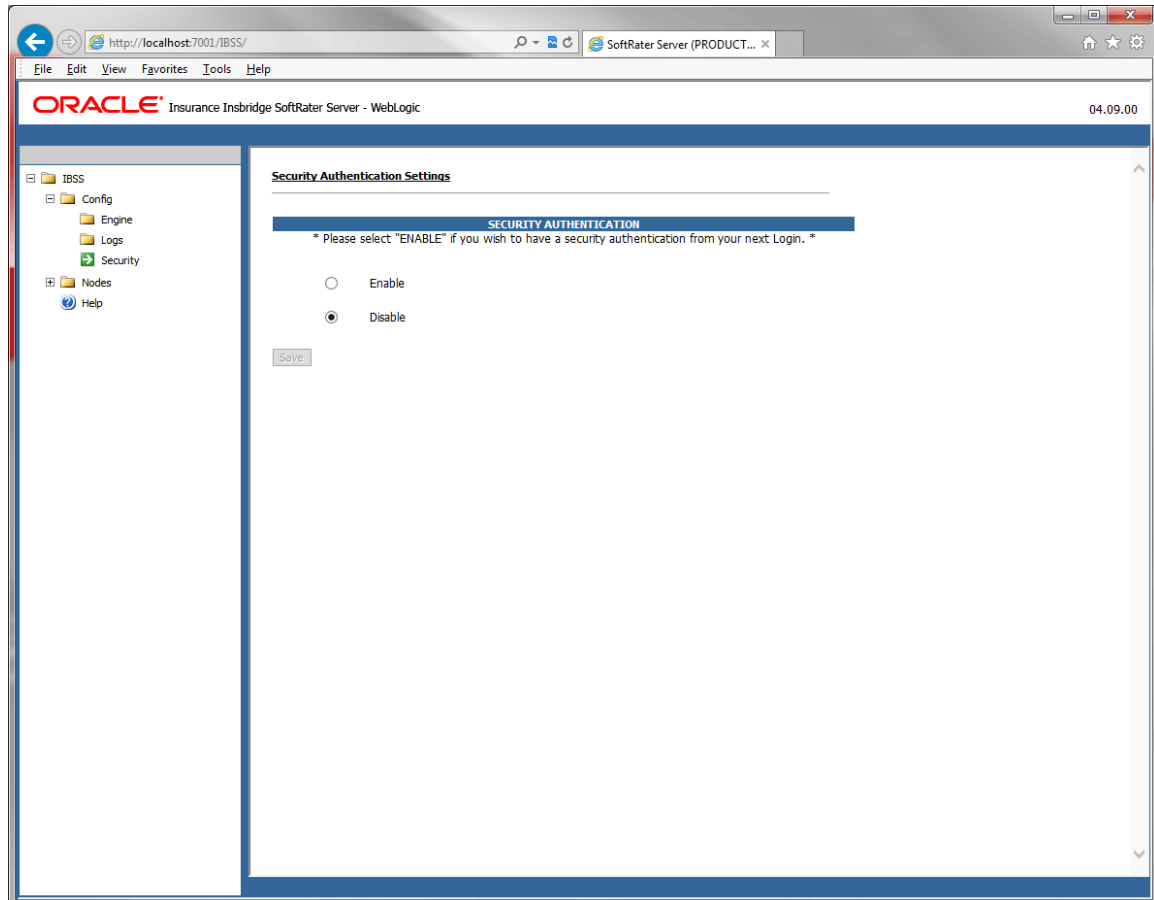 http://localhost:7001/IBSS/
SoftRater Server (PRODUCT...
File Edit View Favorites Tools Help
ORACLE Insurance Insbridge SoftRater Server - WebLogic
04.09.00
IBSS
Config
Engine
Logs
Security
Nodes
Help
Security Authentication Settings
SECURITY AUTHENTICATION
* Please select "ENABLE" if you wish to have a security authentication from your next Login. *
Enable
Disable
Save